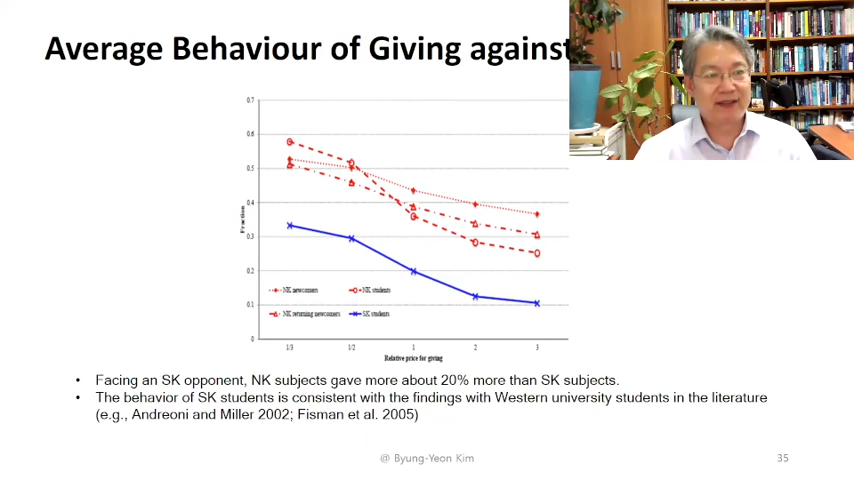 Average Behaviour of Giving against
0.7
0.6
0.5
0.4
0.3
0.2
0.1
0
Fraction
NK newcomers
NK students
NK returning newcomers
SK students
1/3 1/2 1 2 3
Relative price for giving
• Facing an SK opponent, NK subjects gave more about 20% more than SK subjects.
• The behavior of SK students is consistent with the findings with Western university students in the literature
(e.g., Andreoni and Miller 2002; Fisman et al. 2005)
@ Byung-Yeon Kim
35